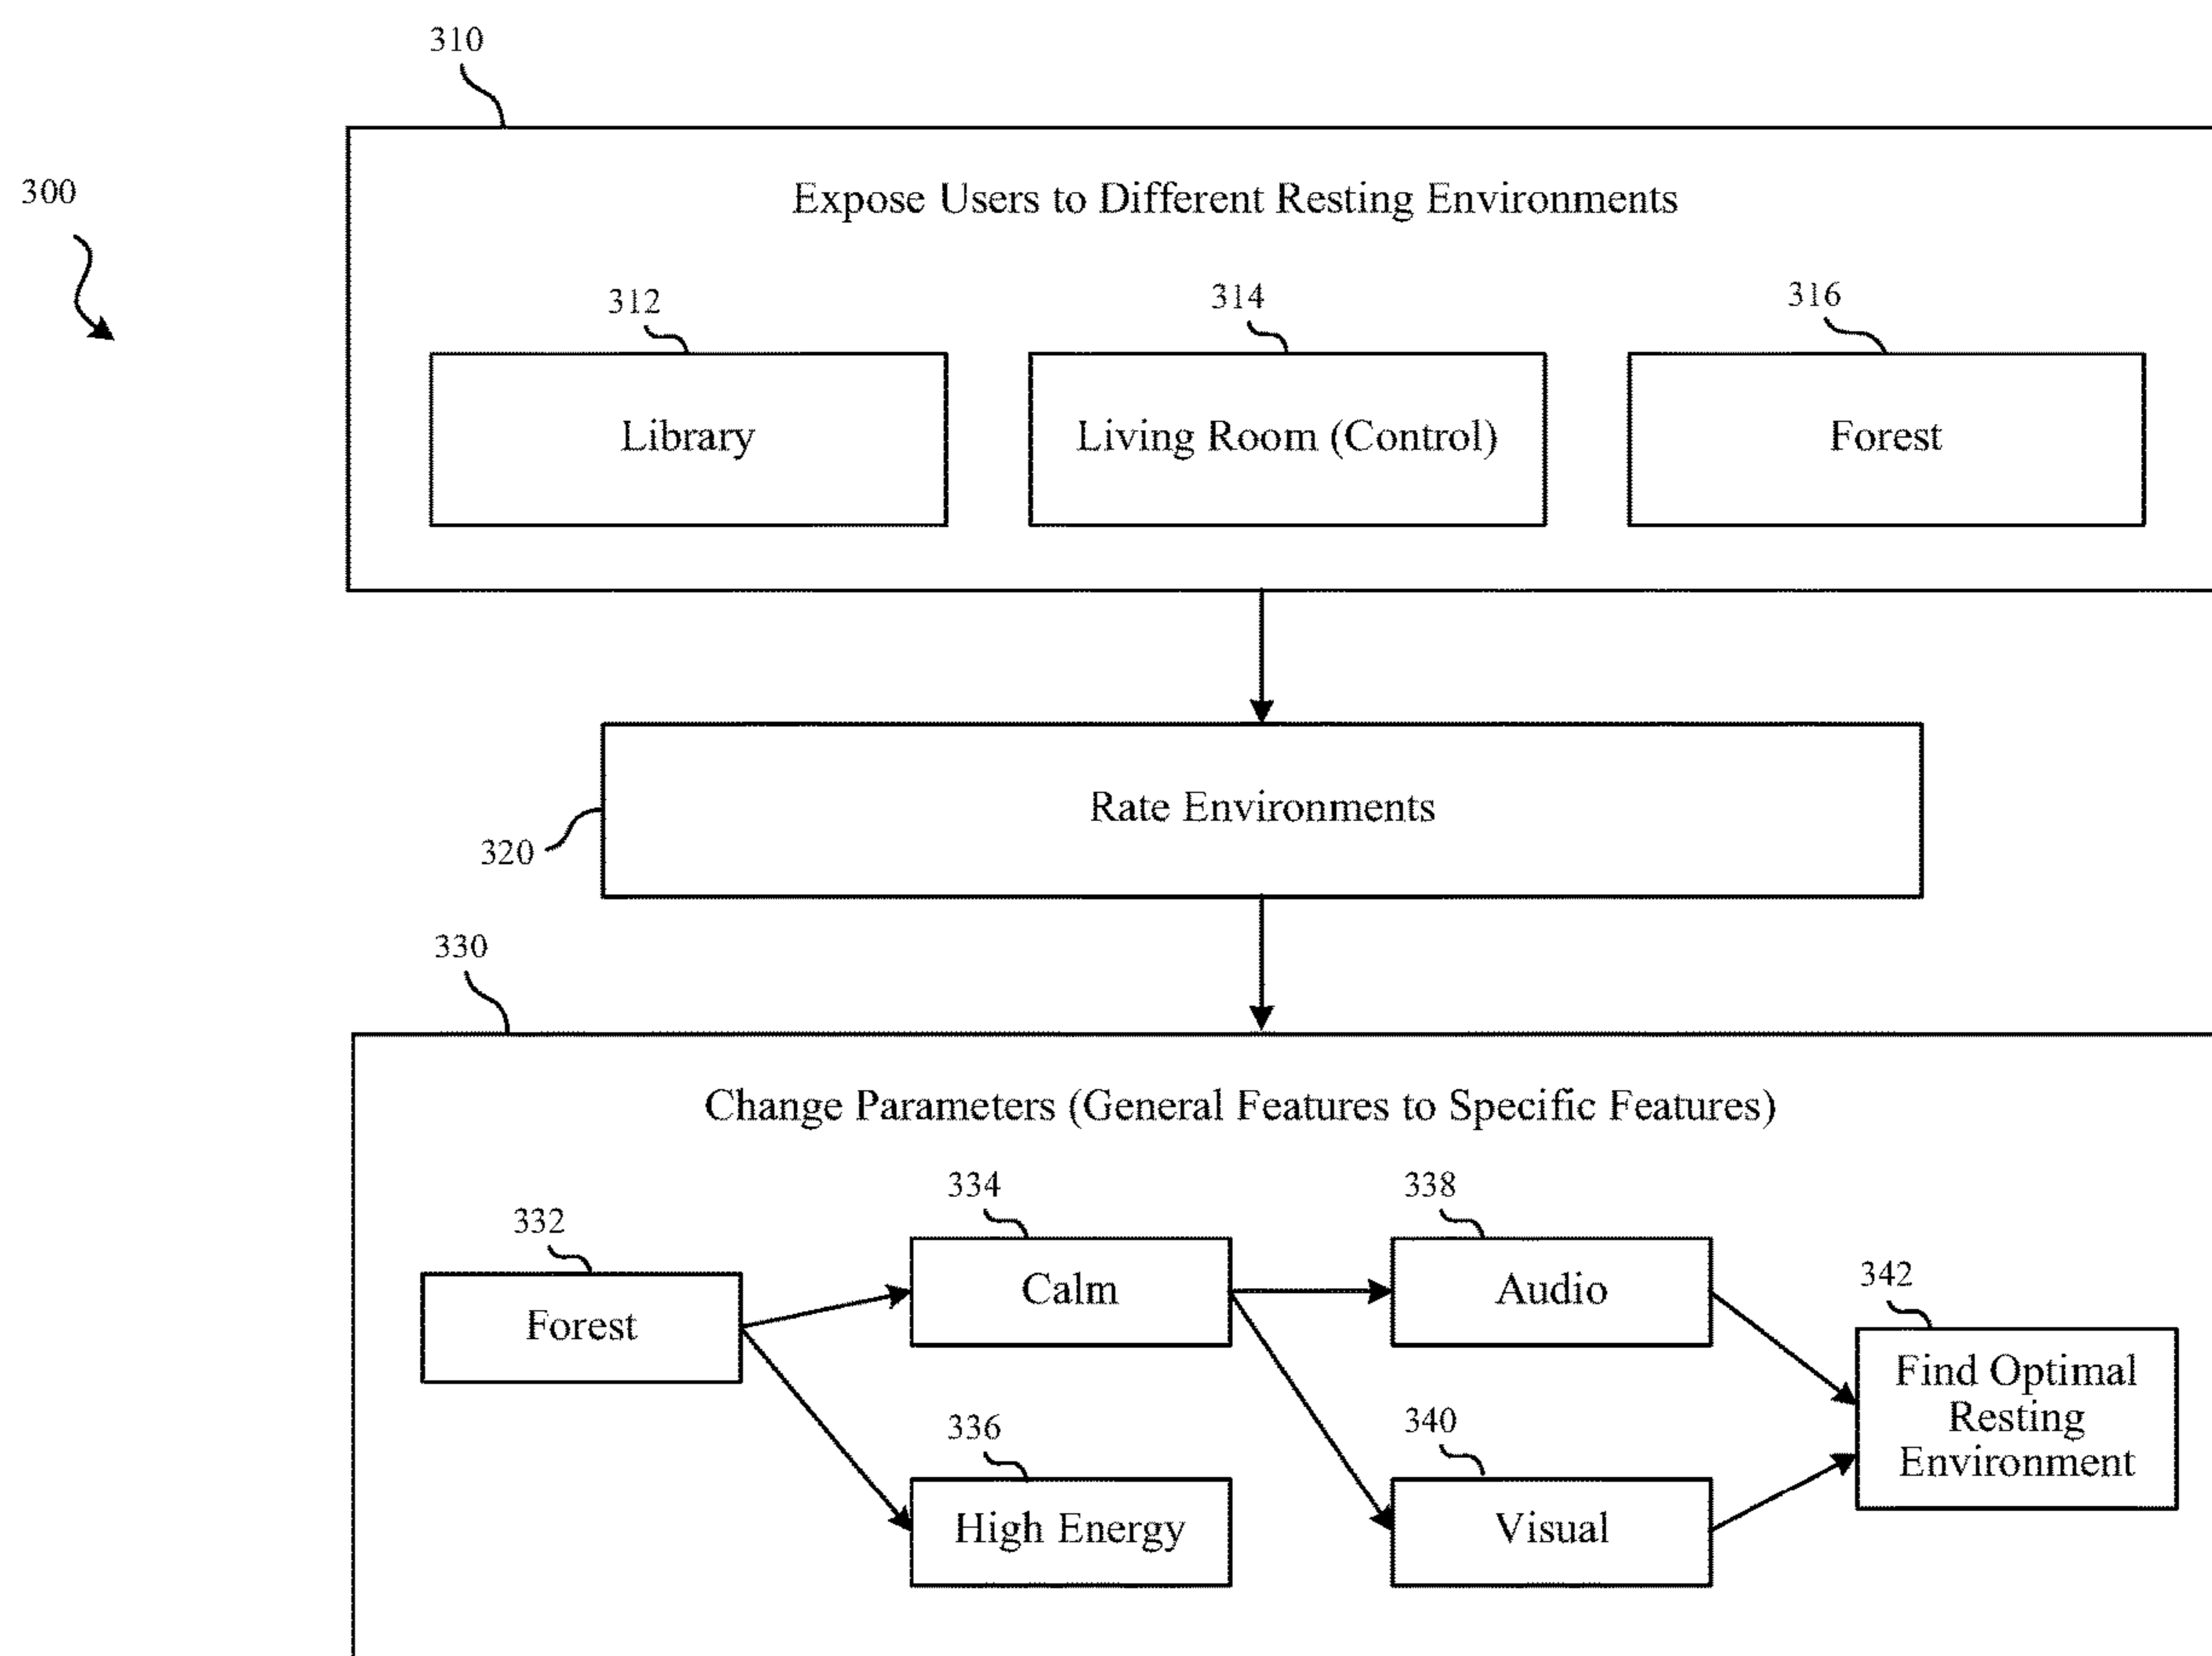 310
300
Expose Users to Different Resting Environments
312
314
316
Library
Living Room (Control)
Forest
Rate Environments
320
330
Change Parameters (General Features to Specific Features)
332
334
338
342
Forest
Calm
Audio
Find Optimal
Resting
Environment
336
340
High Energy
Visual